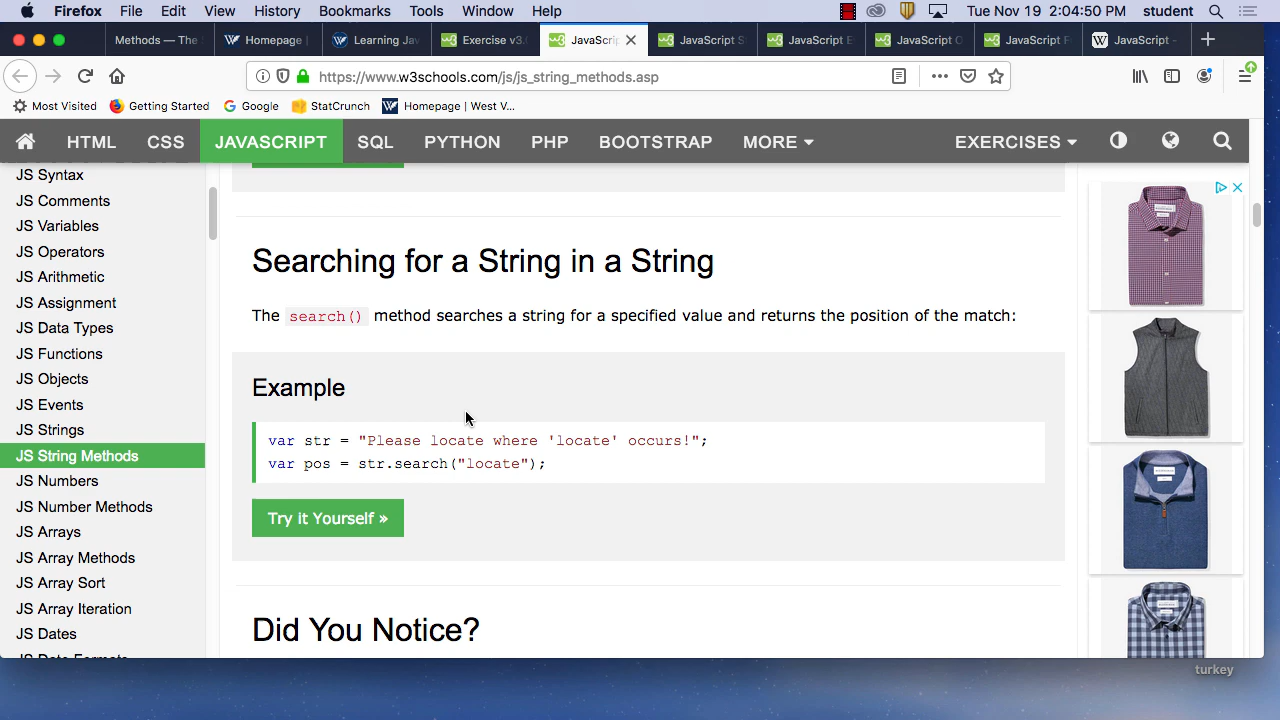 Firefox File Edit View History Bookmarks Tools Window Help Tue Nov 19 2:04:50 PM student
Methods — The Homepage | Learning Jav Exercise v3. JavaScrip JavaScript S JavaScript E JavaScript O JavaScript F JavaScript -
https://www.w3schools.com/js/js_string_methods.asp
Most Visited Getting Started Google StatCrunch Homepage | West V...
HTML CSS JAVASCRIPT SQL PYTHON PHP BOOTSTRAP MORE EXERCISES
JS Syntax
JS Comments
JS Variables
JS Operators
JS Arithmetic
JS Assignment
JS Data Types
JS Functions
JS Objects
JS Events
JS Strings
JS String Methods
JS Numbers
JS Number Methods
JS Arrays
JS Array Methods
JS Array Sort
JS Array Iteration
JS Dates
JS Date Formats
Searching for a String in a String
The search() method searches a string for a specified value and returns the position of the match:
Example
var str = "Please locate where 'locate' occurs!";
var pos = str.search("locate");
Try it Yourself »
Did You Notice?
turkey